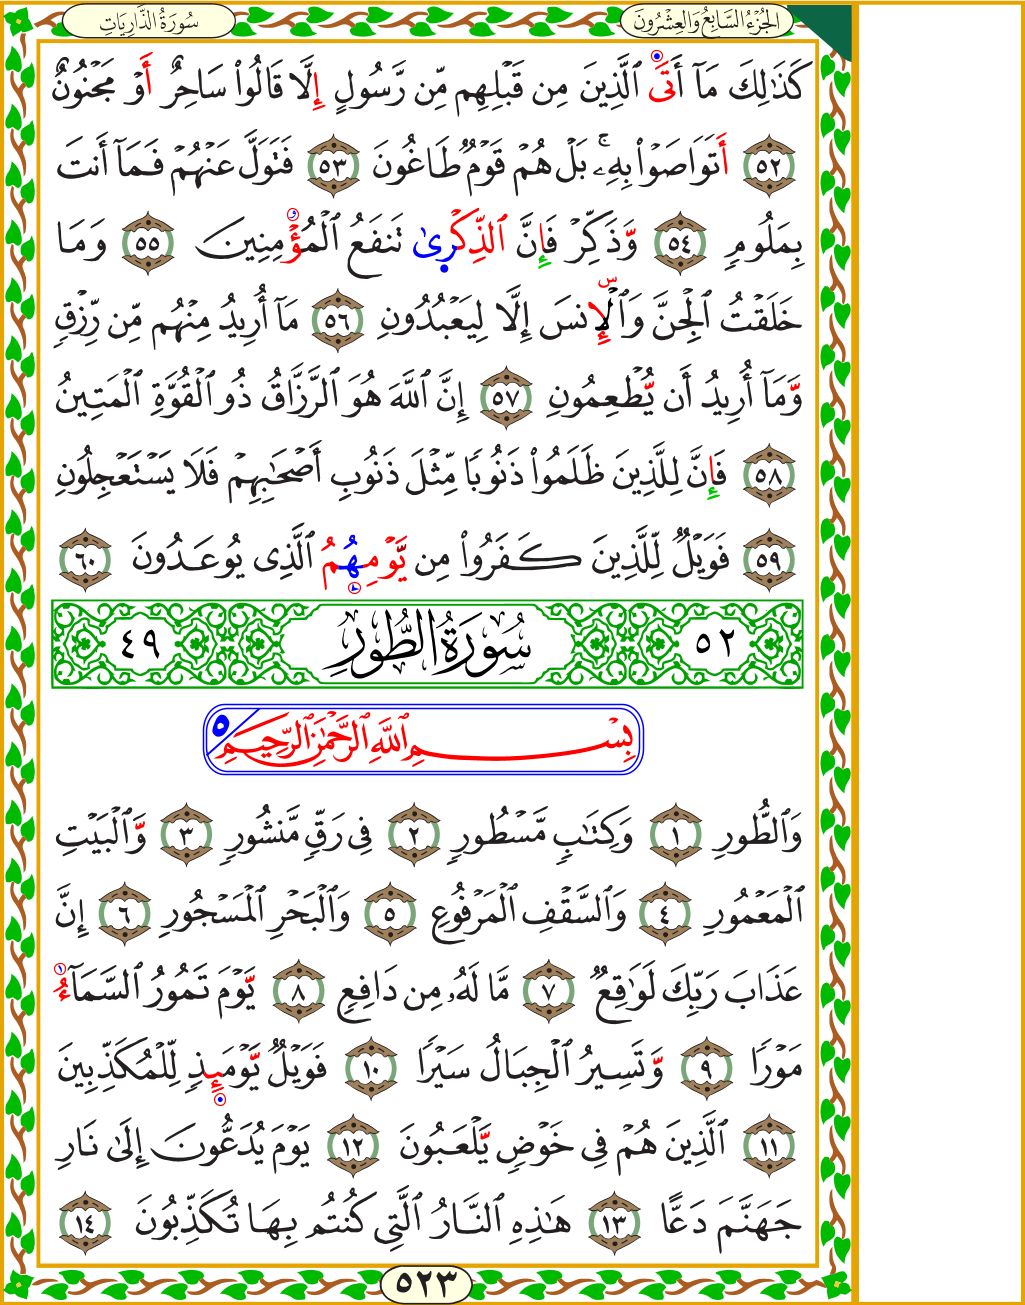 الجُزْءُ السَّابِعُ وَالعِشْرُونَ
سُورَةُ الذَّارِيَاتِ
كَذَٰلِكَ مَآ أَتَى ٱلَّذِينَ مِن قَبْلِهِم مِّن رَّسُولٍ إِلَّا قَالُوا۟ سَاحِرٌ أَوْ مَجْنُونٌ
٥٢ أَتَوَاصَوْا۟ بِهِۦ ۚ بَلْ هُمْ قَوْمٌ طَاغُونَ ٥٣ فَتَوَلَّ عَنْهُمْ فَمَآ أَنتَ
بِمَلُومٍ ٥٤ وَّذَكِّرْ فَإِنَّ ٱلذِّكْرىٰ تَنفَعُ ٱلْمُؤْمِنِينَ ٥٥ وَمَا
خَلَقْتُ ٱلْجِنَّ وَٱلْإِنسَ إِلَّا لِيَعْبُدُونِ ٥٦ مَآ أُرِيدُ مِنْهُم مِّن رِّزْقٍ
وَّمَآ أُرِيدُ أَن يُّطْعِمُونِ ٥٧ إِنَّ ٱللَّهَ هُوَ ٱلرَّزَّاقُ ذُو ٱلْقُوَّةِ ٱلْمَتِينُ
٥٨ فَإِنَّ لِلَّذِينَ ظَلَمُوا۟ ذَنُوبًا مِّثْلَ ذَنُوبِ أَصْحَٰبِهِمْ فَلَا يَسْتَعْجِلُونِ
٥٩ فَوَيْلٌ لِّلَّذِينَ كَفَرُوا۟ مِن يَّوْمِهِمُ ٱلَّذِى يُوعَدُونَ ٦٠
٥٢ سُورَةُ الطُّورِ ٤٩
بِسْمِ ٱللَّهِ ٱلرَّحْمَٰنِ ٱلرَّحِيمِ ٥
وَٱلطُّورِ ١ وَكِتَٰبٍ مَّسْطُورٍ ٢ فِى رَقٍّ مَّنشُورٍ ٣ وَّٱلْبَيْتِ
ٱلْمَعْمُورِ ٤ وَٱلسَّقْفِ ٱلْمَرْفُوعِ ٥ وَٱلْبَحْرِ ٱلْمَسْجُورِ ٦ إِنَّ
عَذَابَ رَبِّكَ لَوَٰقِعٌ ٧ مَّا لَهُۥ مِن دَافِعٍ ٨ يَّوْمَ تَمُورُ ٱلسَّمَآءُ
مَوْرًا ٩ وَّتَسِيرُ ٱلْجِبَالُ سَيْرًا ١٠ فَوَيْلٌ يَّوْمَئِذٍ لِّلْمُكَذِّبِينَ
١١ ٱلَّذِينَ هُمْ فِى خَوْضٍ يَّلْعَبُونَ ١٢ يَوْمَ يُدَعُّونَ إِلَىٰ نَارِ
جَهَنَّمَ دَعًّا ١٣ هَٰذِهِ ٱلنَّارُ ٱلَّتِى كُنتُم بِهَا تُكَذِّبُونَ ١٤
٥٢٣